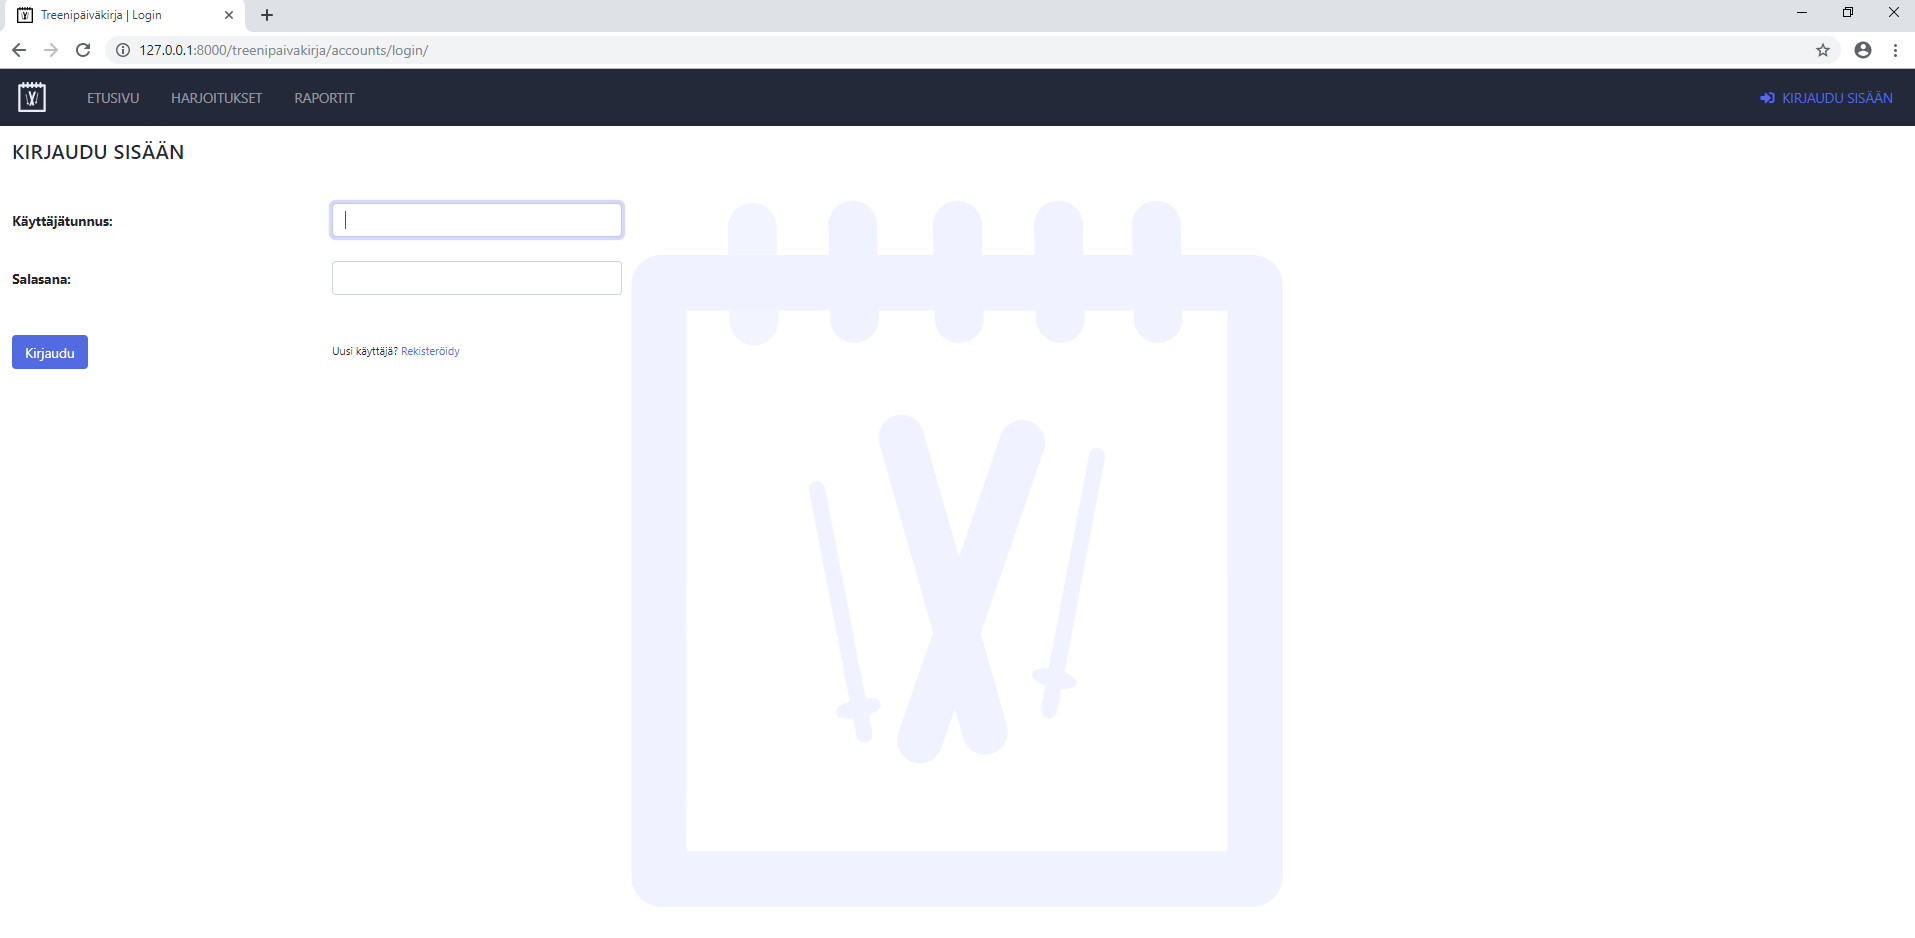 Treenipäiväkirja | Login
127.0.0.1:8000/treenipaivakirja/accounts/login/
ETUSIVU HARJOITUKSET RAPORTIT KIRJAUDU SISÄÄN
KIRJAUDU SISÄÄN
Käyttäjätunnus:
Salasana:
Kirjaudu Uusi käyttäjä? Rekisteröidy